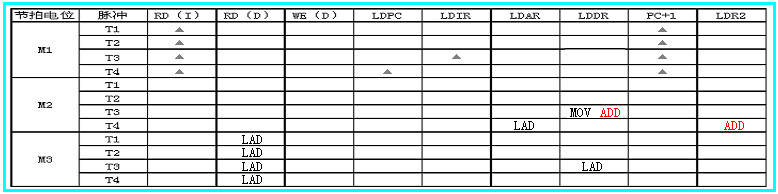 节拍电位 脉冲 RD（I） RD（D） WE（D） LDPC LDIR LDAR LDDR PC+1 LDR2
M1 T1
T2
T3
T4
M2 T1
T2
T3 MOV ADD
T4 LAD ADD
M3 T1 LAD
T2 LAD
T3 LAD LAD
T4 LAD